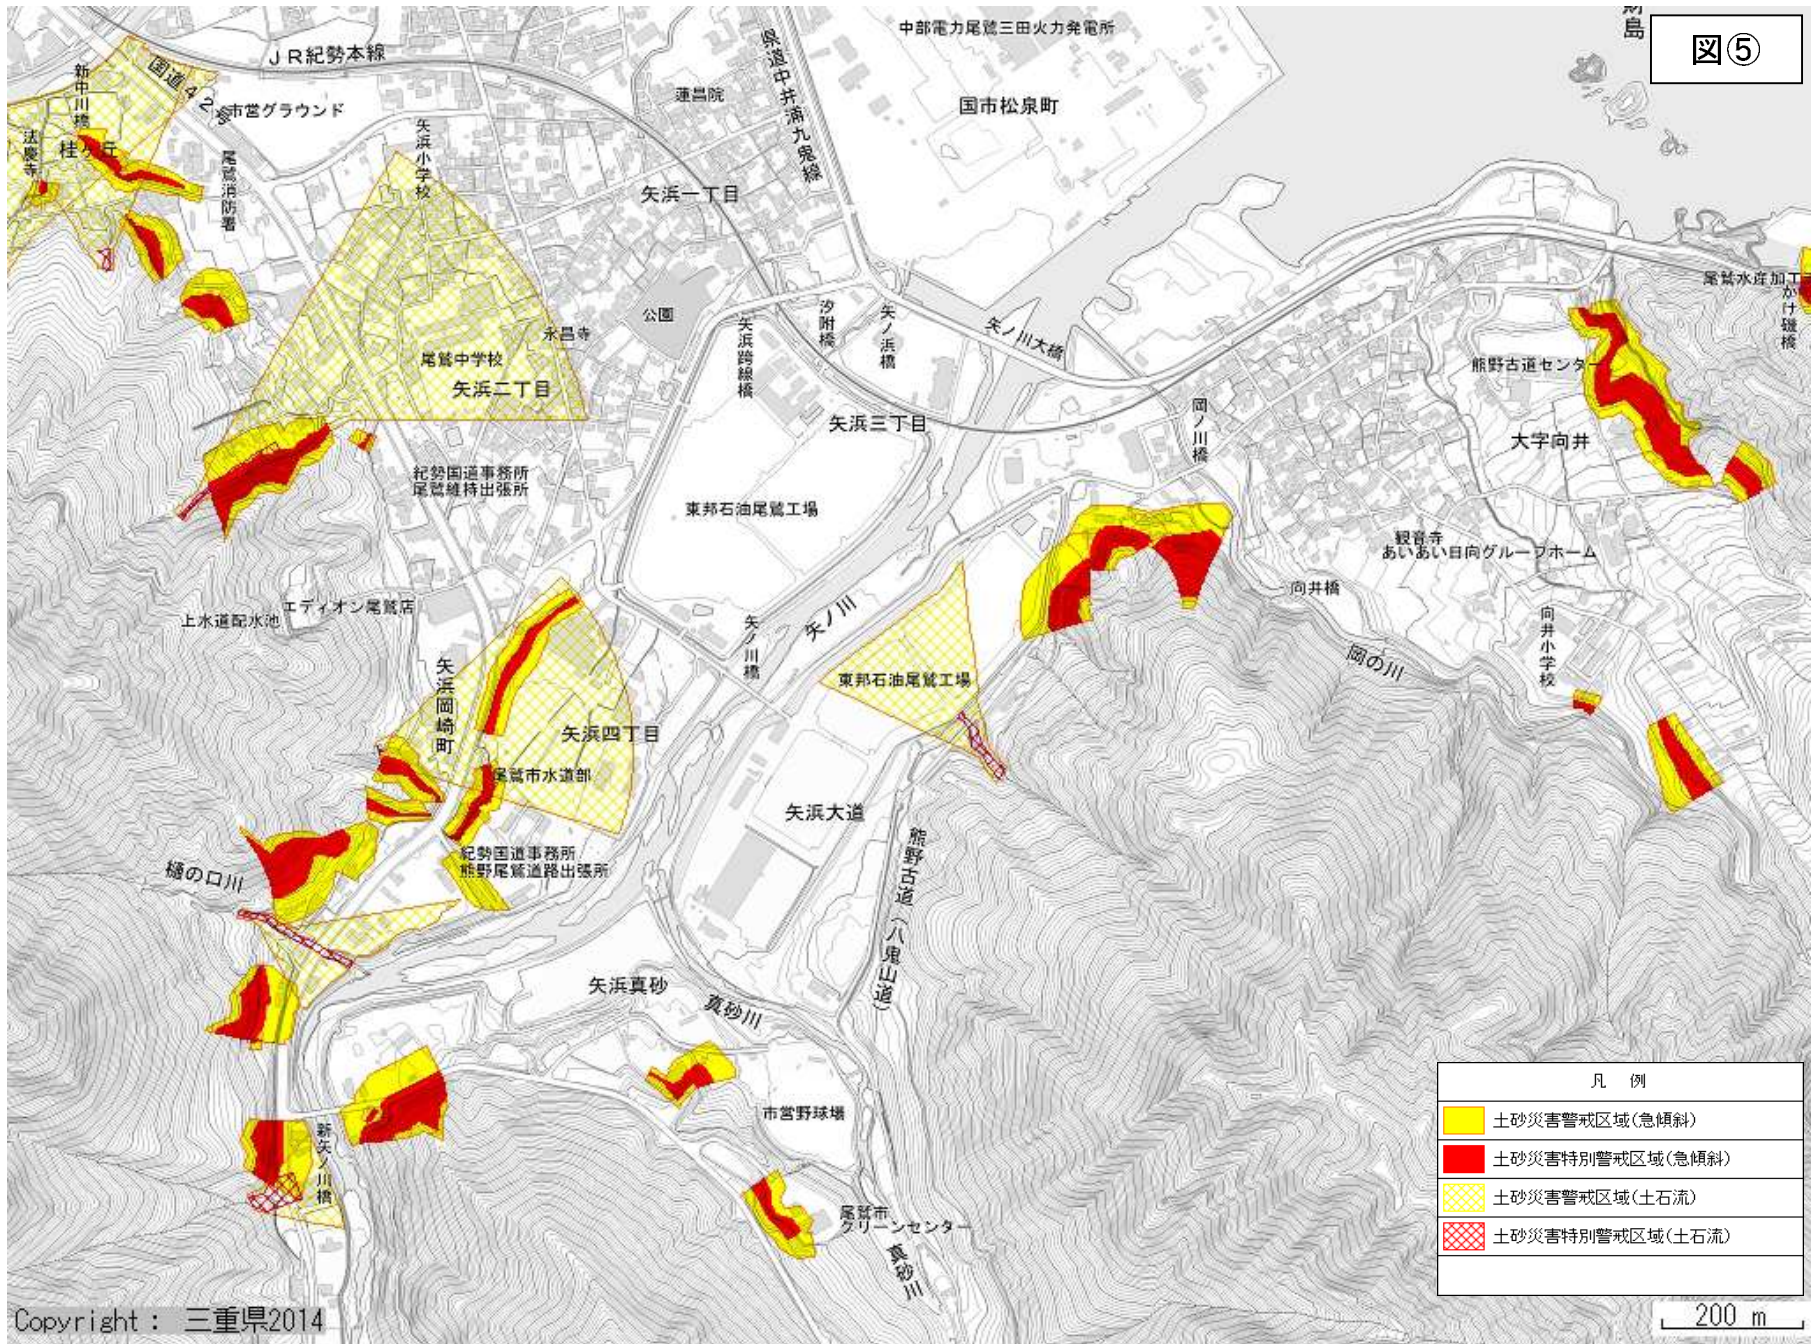 図⑤
中部電力尾鷲三田火力発電所
JR紀勢本線
国道42号
新中川橋
市営グラウンド
蓮昌院
県道中井浦九鬼線
国市松泉町
法慶寺
桂ヶ丘
矢浜小学校
尾鷲消防署
矢浜一丁目
尾鷲水産加工
かけ磯橋
公園
永昌寺
矢浜跨線橋
汐附橋
矢ノ浜橋
矢ノ川大橋
尾鷲中学校
矢浜二丁目
熊野古道センター
矢浜三丁目
岡ノ川橋
大字向井
紀勢国道事務所
尾鷲維持出張所
東邦石油尾鷲工場
観音寺
あいあい日向グループホーム
向井橋
エディオン尾鷲店
上水道配水池
矢ノ川
矢ノ川橋
向井小学校
岡の川
矢浜岡崎町
東邦石油尾鷲工場
矢浜四丁目
尾鷲市水道部
矢浜大道
紀勢国道事務所
熊野尾鷲道路出張所
樋の口川
熊野古道(八鬼山道)
矢浜真砂
真砂川
市営野球場
新矢ノ川橋
尾鷲市
クリーンセンター
真砂川
凡 例
土砂災害警戒区域(急傾斜)
土砂災害特別警戒区域(急傾斜)
土砂災害警戒区域(土石流)
土砂災害特別警戒区域(土石流)
200 m
Copyright : 三重県2014